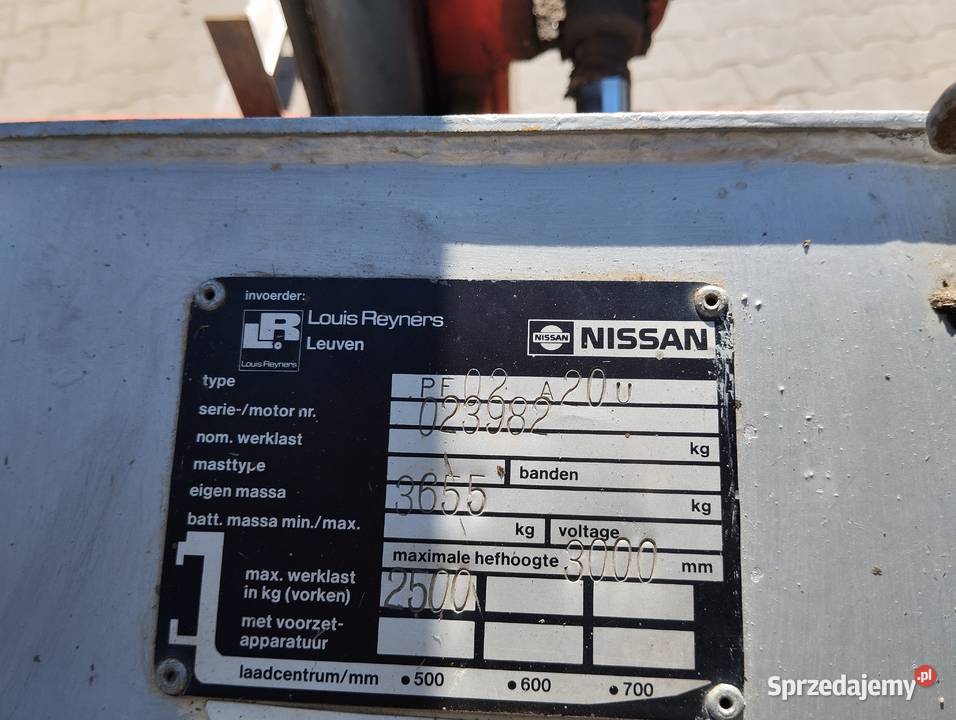 invoerder:
LR Louis Reyners
Louis Reyners
Leuven
NISSAN NISSAN
type PF02A20U
serie-/motor nr. 023982
nom. werklast kg
masttype banden
eigen massa 3655 kg
batt. massa min./max. kg voltage
maximale hefhoogte 3000 mm
max. werklast
in kg (vorken) 2500
met voorzet-
apparatuur
laadcentrum/mm • 500 • 600 • 700
Sprzedajemy.pl